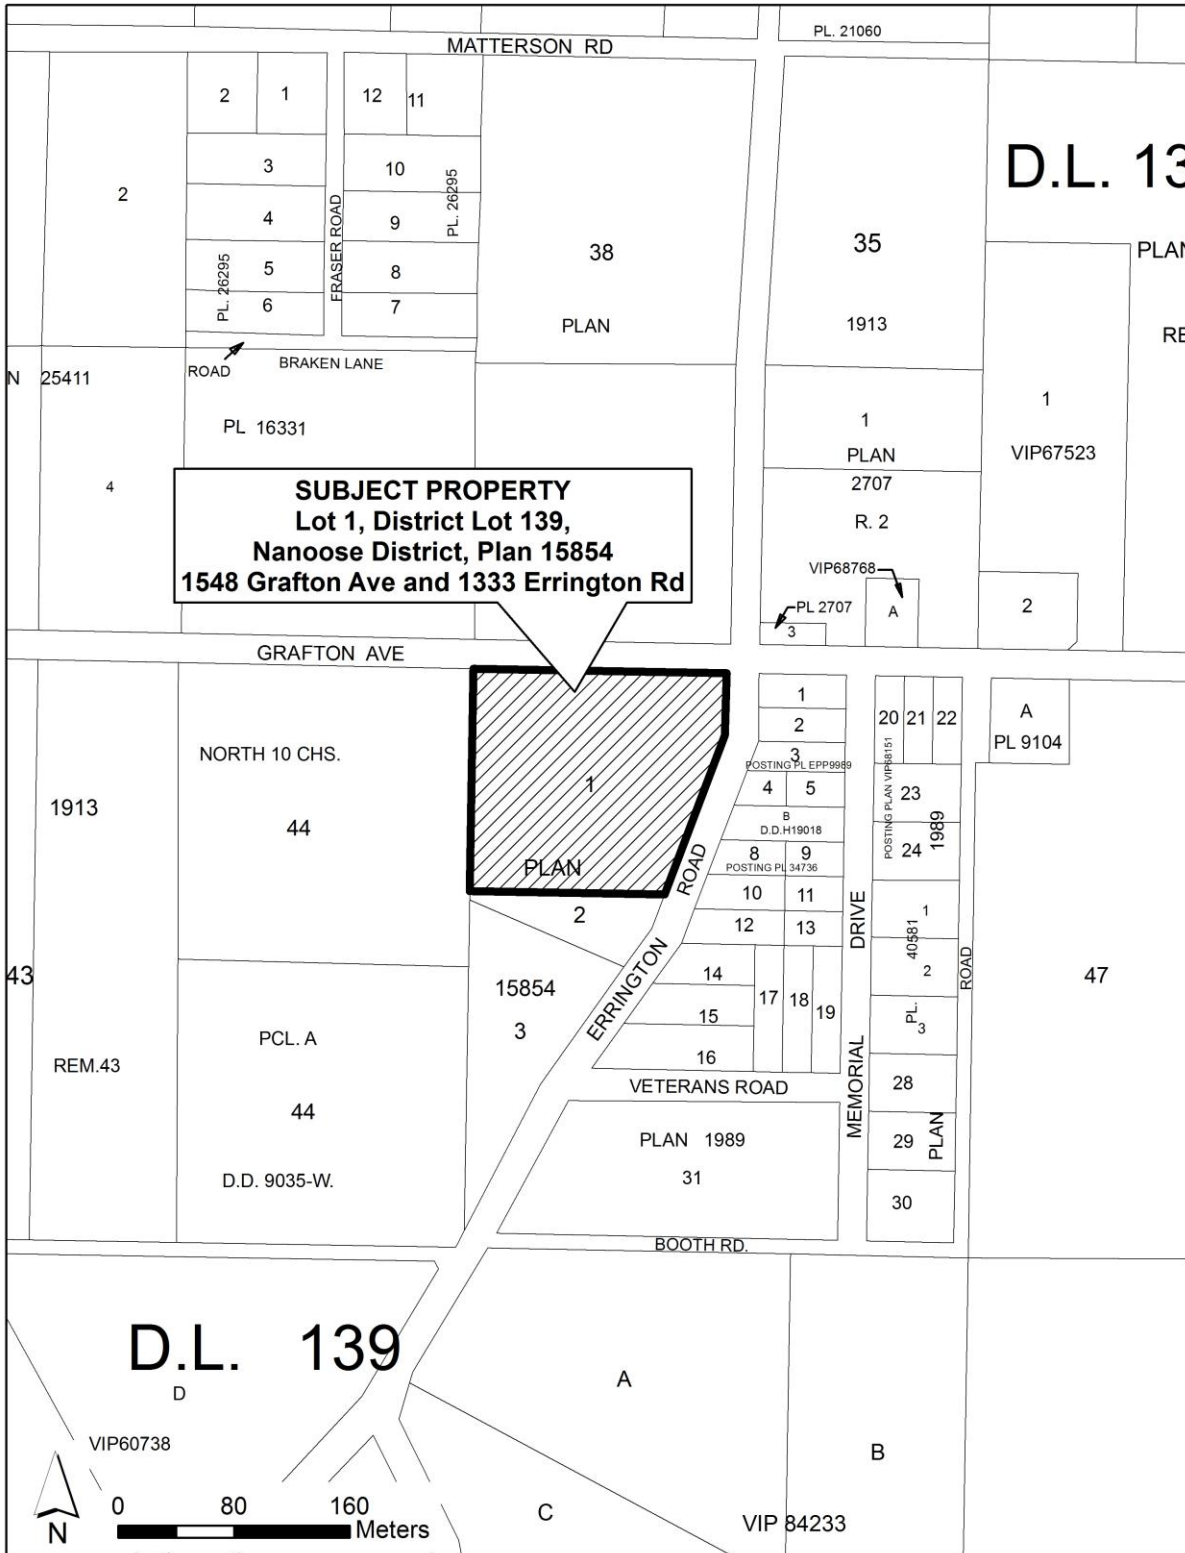 PL. 21060
MATTERSON RD
2
1
12
11
3
10
PL. 26295
2
4
9
FRASER ROAD
D.L. 13
38
35
PLAN
5
8
PL. 26295
6
7
PLAN
1913
RE
ROAD
BRAKEN LANE
N 25411
PL 16331
1
1
PLAN
VIP67523
4
2707
R. 2
SUBJECT PROPERTY
Lot 1, District Lot 139,
Nanoose District, Plan 15854
1548 Grafton Ave and 1333 Errington Rd
VIP68768
PL 2707
A
2
3
GRAFTON AVE
1
2
20
21
22
A
PL 9104
3
POSTING PL EPP9989
NORTH 10 CHS.
1
4
5
POSTING PLAN VIP68151
23
1913
44
B
D.D.H19018
1989
24
PLAN
ROAD
8
9
POSTING PL 34736
10
11
2
12
13
DRIVE
1
40581
ERRINGTON
2
ROAD
43
14
47
15854
17
18
19
3
15
PL.
3
PCL. A
REM.43
16
44
VETERANS ROAD
MEMORIAL
28
PLAN 1989
29
PLAN
31
D.D. 9035-W.
30
BOOTH RD.
D.L. 139
D
A
VIP60738
B
C
VIP 84233
N
0 80 160
Meters